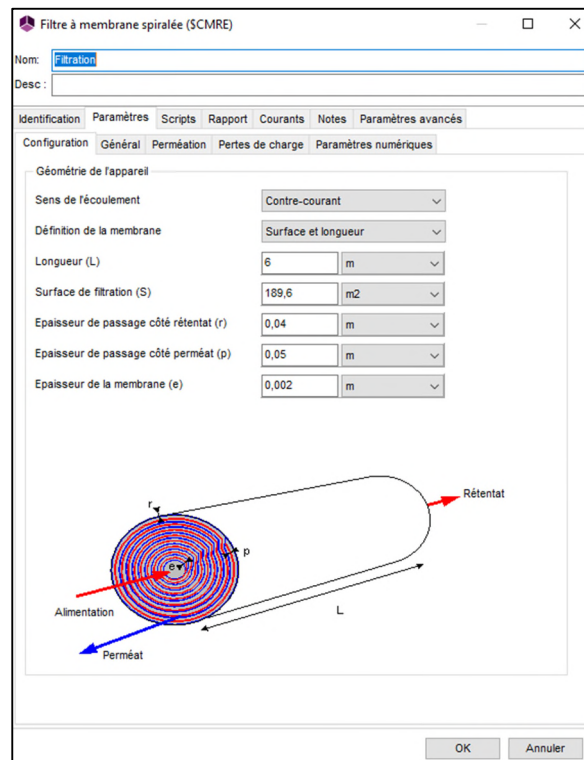 Filtre à membrane spiralée ($CMRE)
Nom: Filtration
Desc :
Identification Paramètres Scripts Rapport Courants Notes Paramètres avancés
Configuration Général Perméation Pertes de charge Paramètres numériques
Géométrie de l'appareil
Sens de l'écoulement Contre-courant
Définition de la membrane Surface et longueur
Longueur (L) 6 m
Surface de filtration (S) 189,6 m2
Epaisseur de passage côté rétentat (r) 0,04 m
Epaisseur de passage côté perméat (p) 0,05 m
Epaisseur de la membrane (e) 0,002 m
r
Rétentat
p
e
Alimentation
L
Perméat
OK Annuler